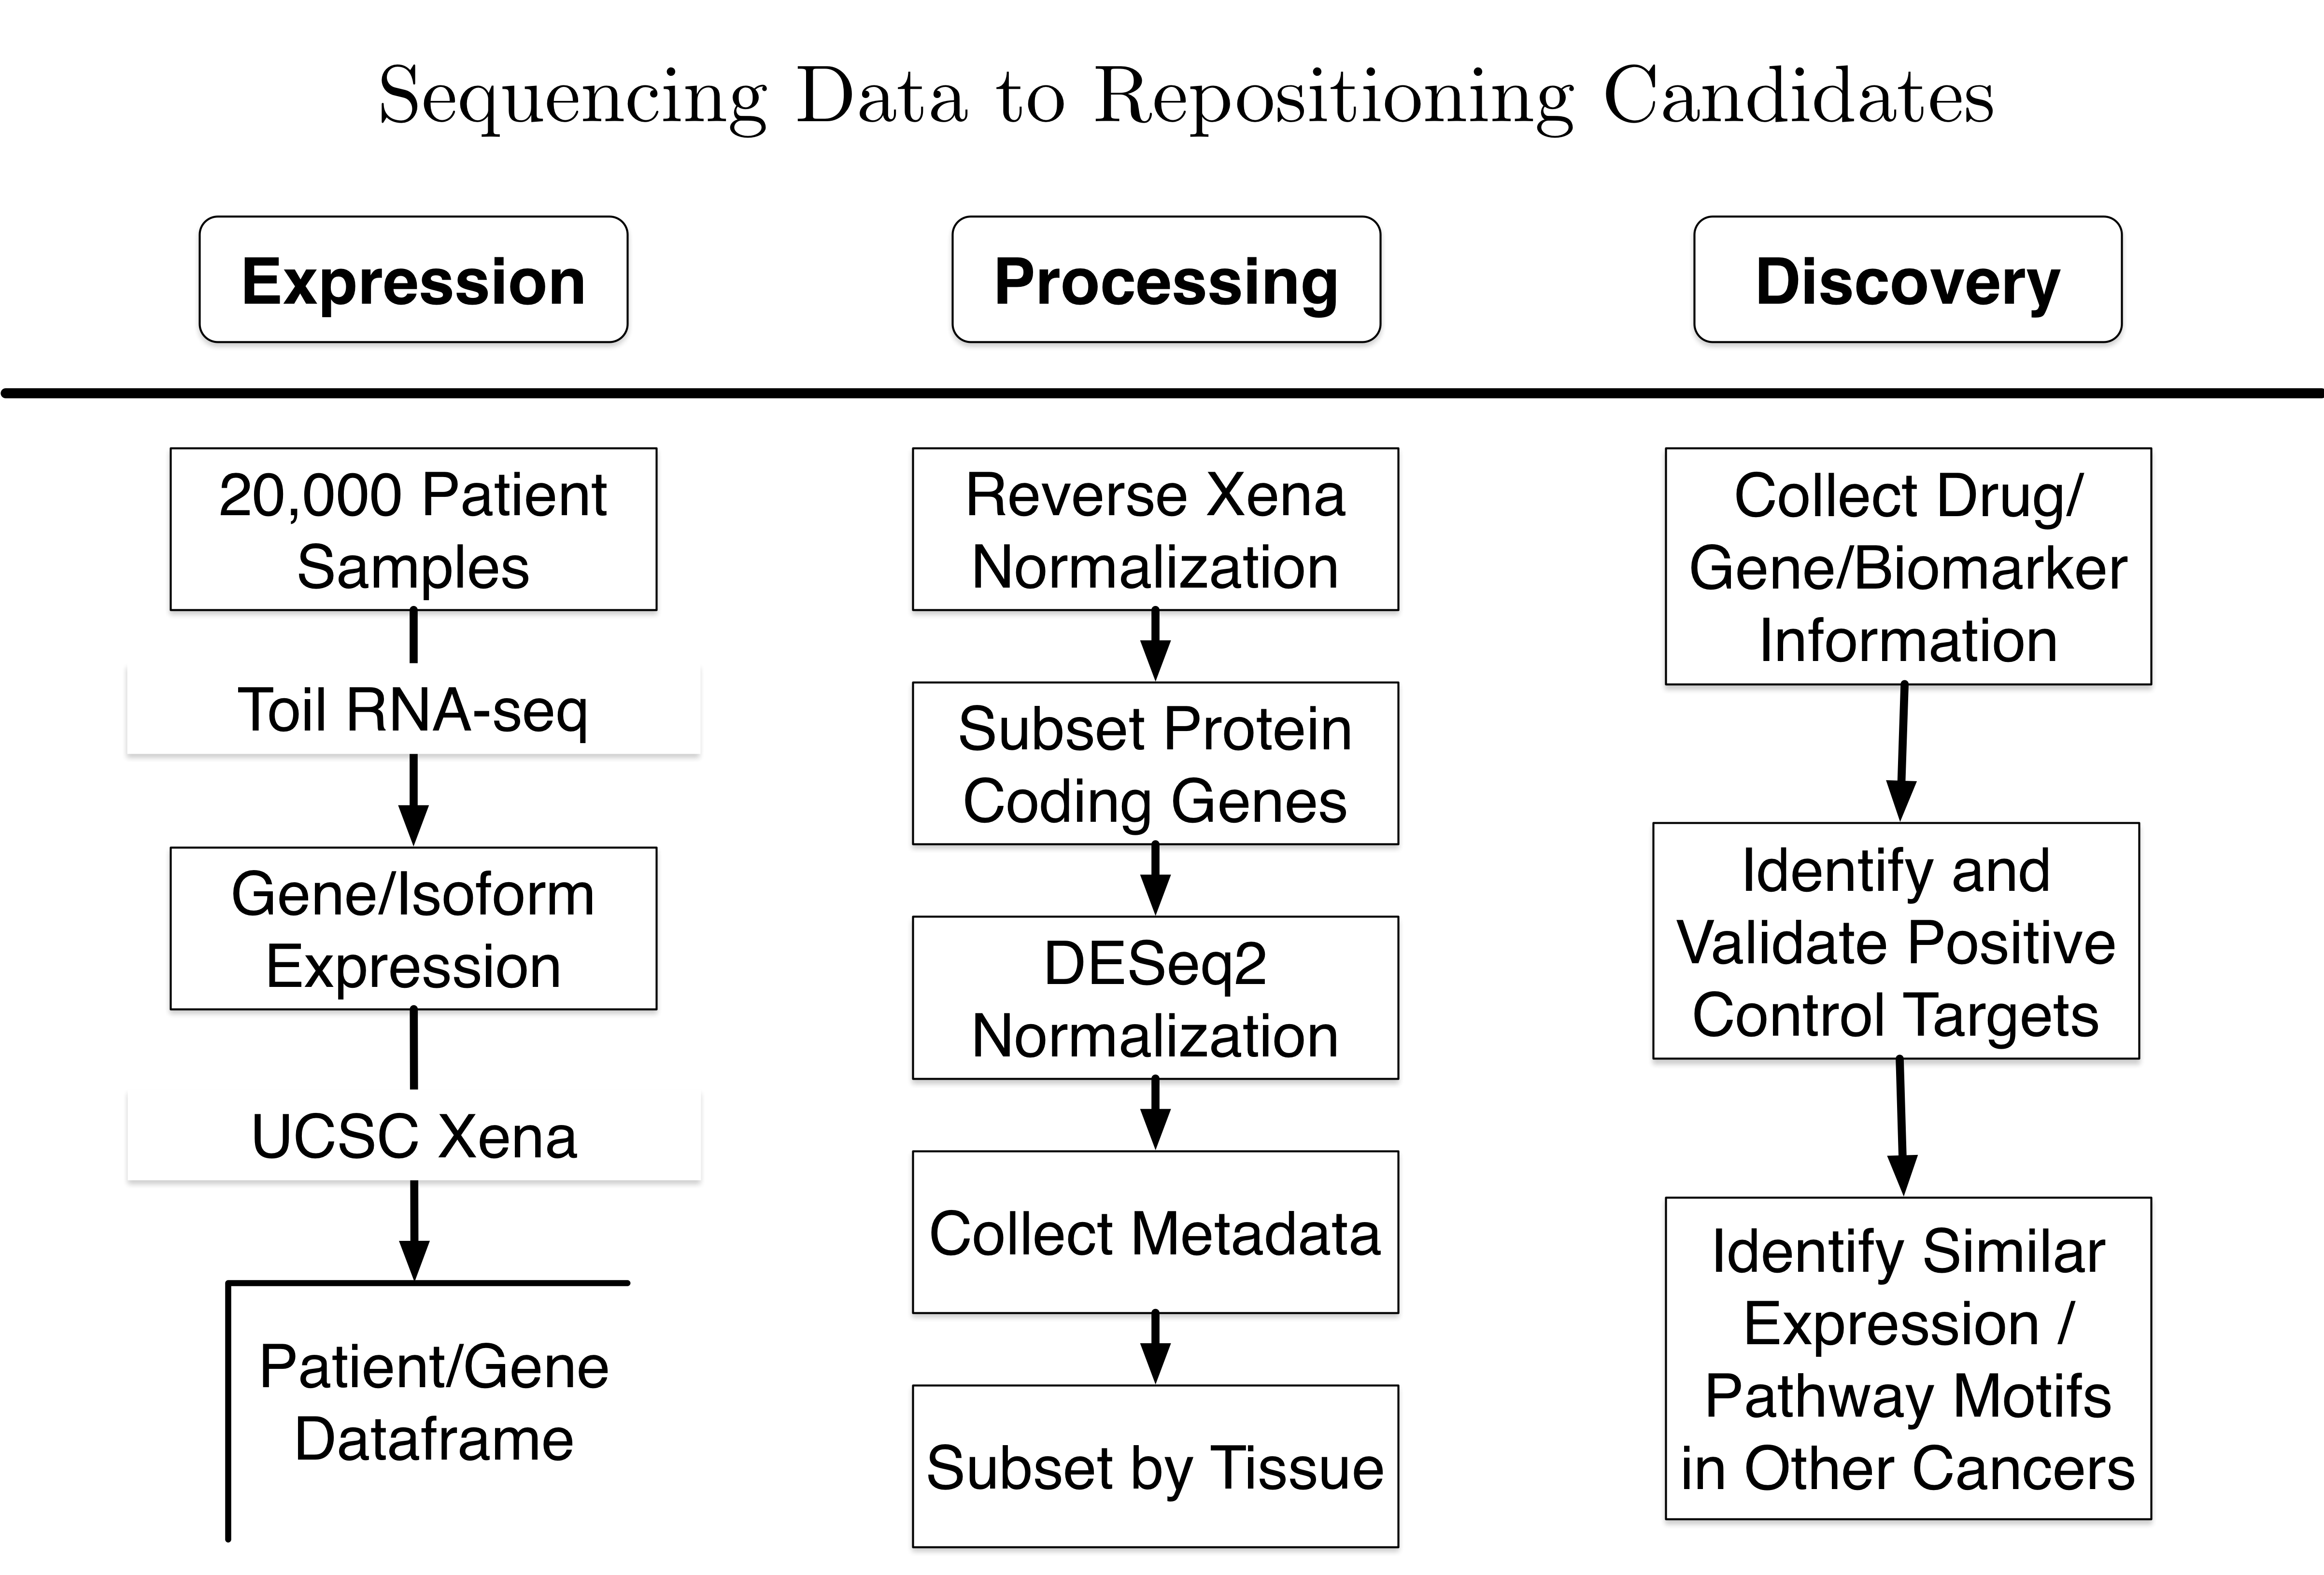 Sequencing Data to Repositioning Candidates
Expression
Processing
Discovery
20,000 Patient
Samples
Toil RNA-seq
Gene/Isoform
Expression
UCSC Xena
Patient/Gene
Dataframe
Reverse Xena
Normalization
Subset Protein
Coding Genes
DESeq2
Normalization
Collect Metadata
Subset by Tissue
Collect Drug/
Gene/Biomarker
Information
Identify and
Validate Positive
Control Targets
Identify Similar
Expression /
Pathway Motifs
in Other Cancers